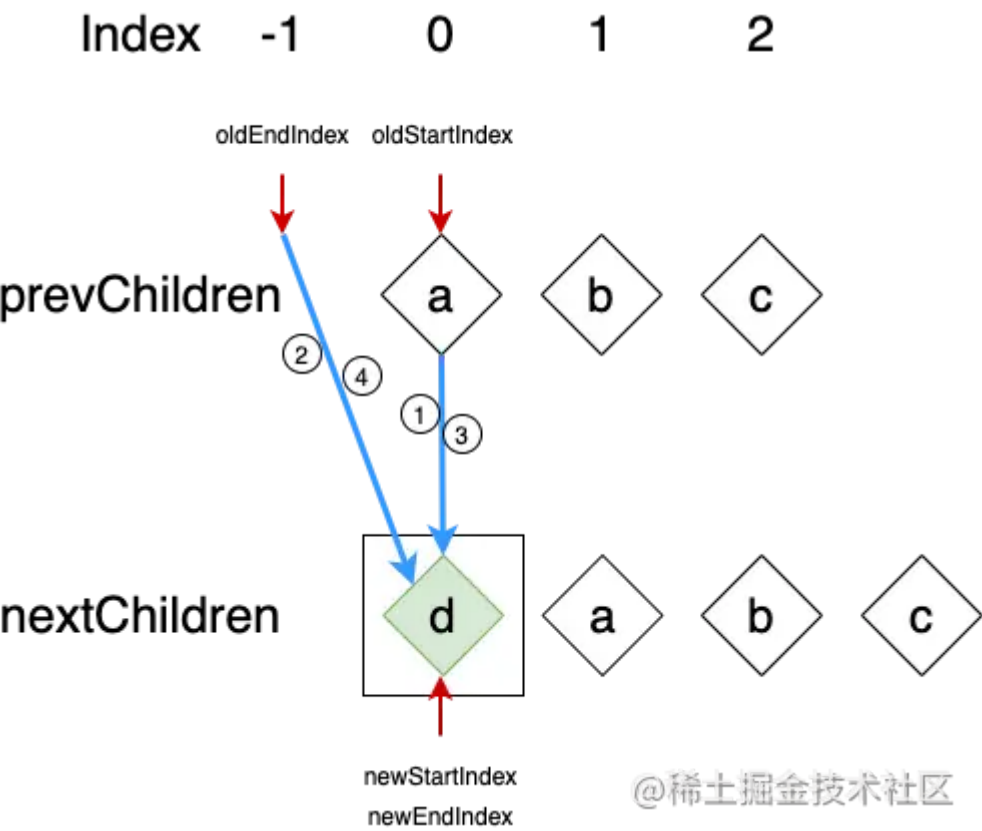 Index -1 0 1 2
oldEndIndex oldStartIndex
prevChildren a b c
2
4
1
3
nextChildren d a b c
newStartIndex
newEndIndex
@稀土掘金技术社区